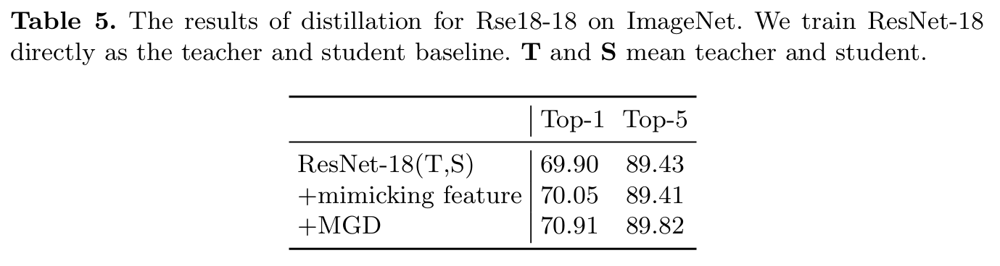 Table 5. The results of distillation for Rse18-18 on ImageNet. We train ResNet-18
directly as the teacher and student baseline. T and S mean teacher and student.
Top-1 Top-5
ResNet-18(T,S) 69.90 89.43
+mimicking feature 70.05 89.41
+MGD 70.91 89.82